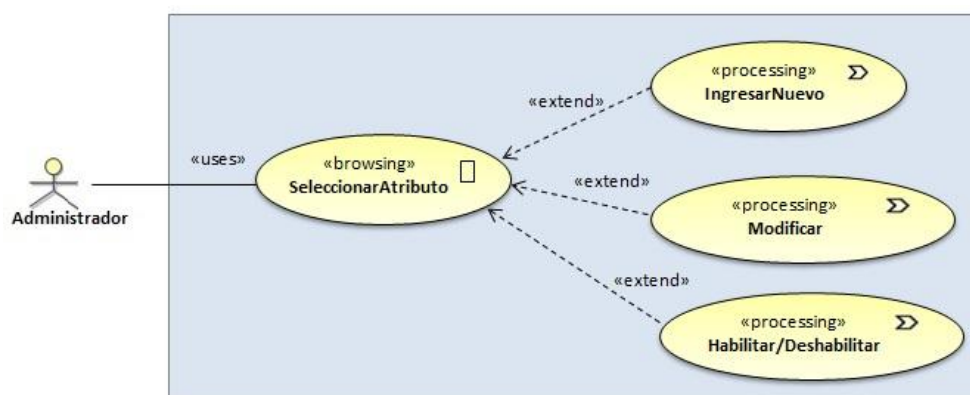 «processing»
IngresarNuevo
«extend»
«uses»
«browsing»
SeleccionarAtributo
«extend»
«processing»
Modificar
Administrador
«extend»
«processing»
Habilitar/Deshabilitar